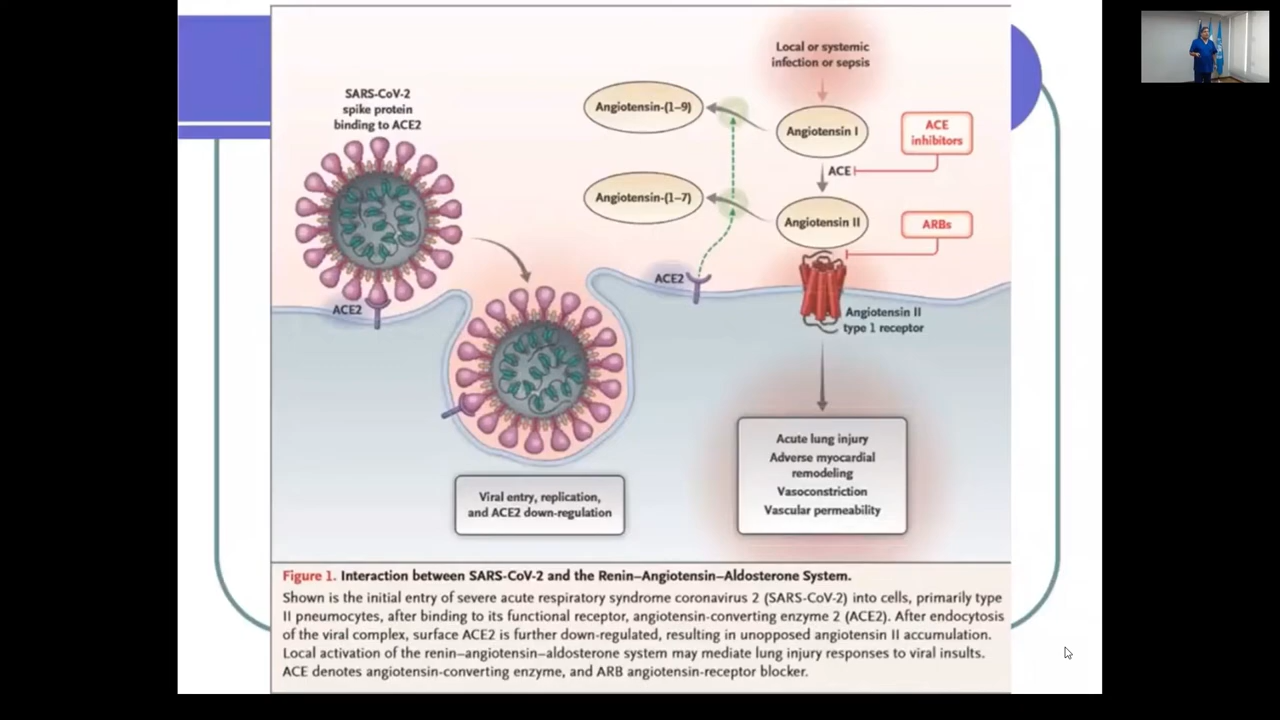 SARS-CoV-2
spike protein
binding to ACE2
ACE2
Viral entry, replication,
and ACE2 down-regulation
Local or systemic
infection or sepsis
Angiotensin-(1–9)
Angiotensin I
ACE
inhibitors
ACE
Angiotensin-(1–7)
Angiotensin II
ARBs
ACE2
Angiotensin II
type 1 receptor
Acute lung injury
Adverse myocardial
remodeling
Vasoconstriction
Vascular permeability
Figure 1. Interaction between SARS-CoV-2 and the Renin–Angiotensin–Aldosterone System.
Shown is the initial entry of severe acute respiratory syndrome coronavirus 2 (SARS-CoV-2) into cells, primarily type
II pneumocytes, after binding to its functional receptor, angiotensin-converting enzyme 2 (ACE2). After endocytosis
of the viral complex, surface ACE2 is further down-regulated, resulting in unopposed angiotensin II accumulation.
Local activation of the renin–angiotensin–aldosterone system may mediate lung injury responses to viral insults.
ACE denotes angiotensin-converting enzyme, and ARB angiotensin-receptor blocker.